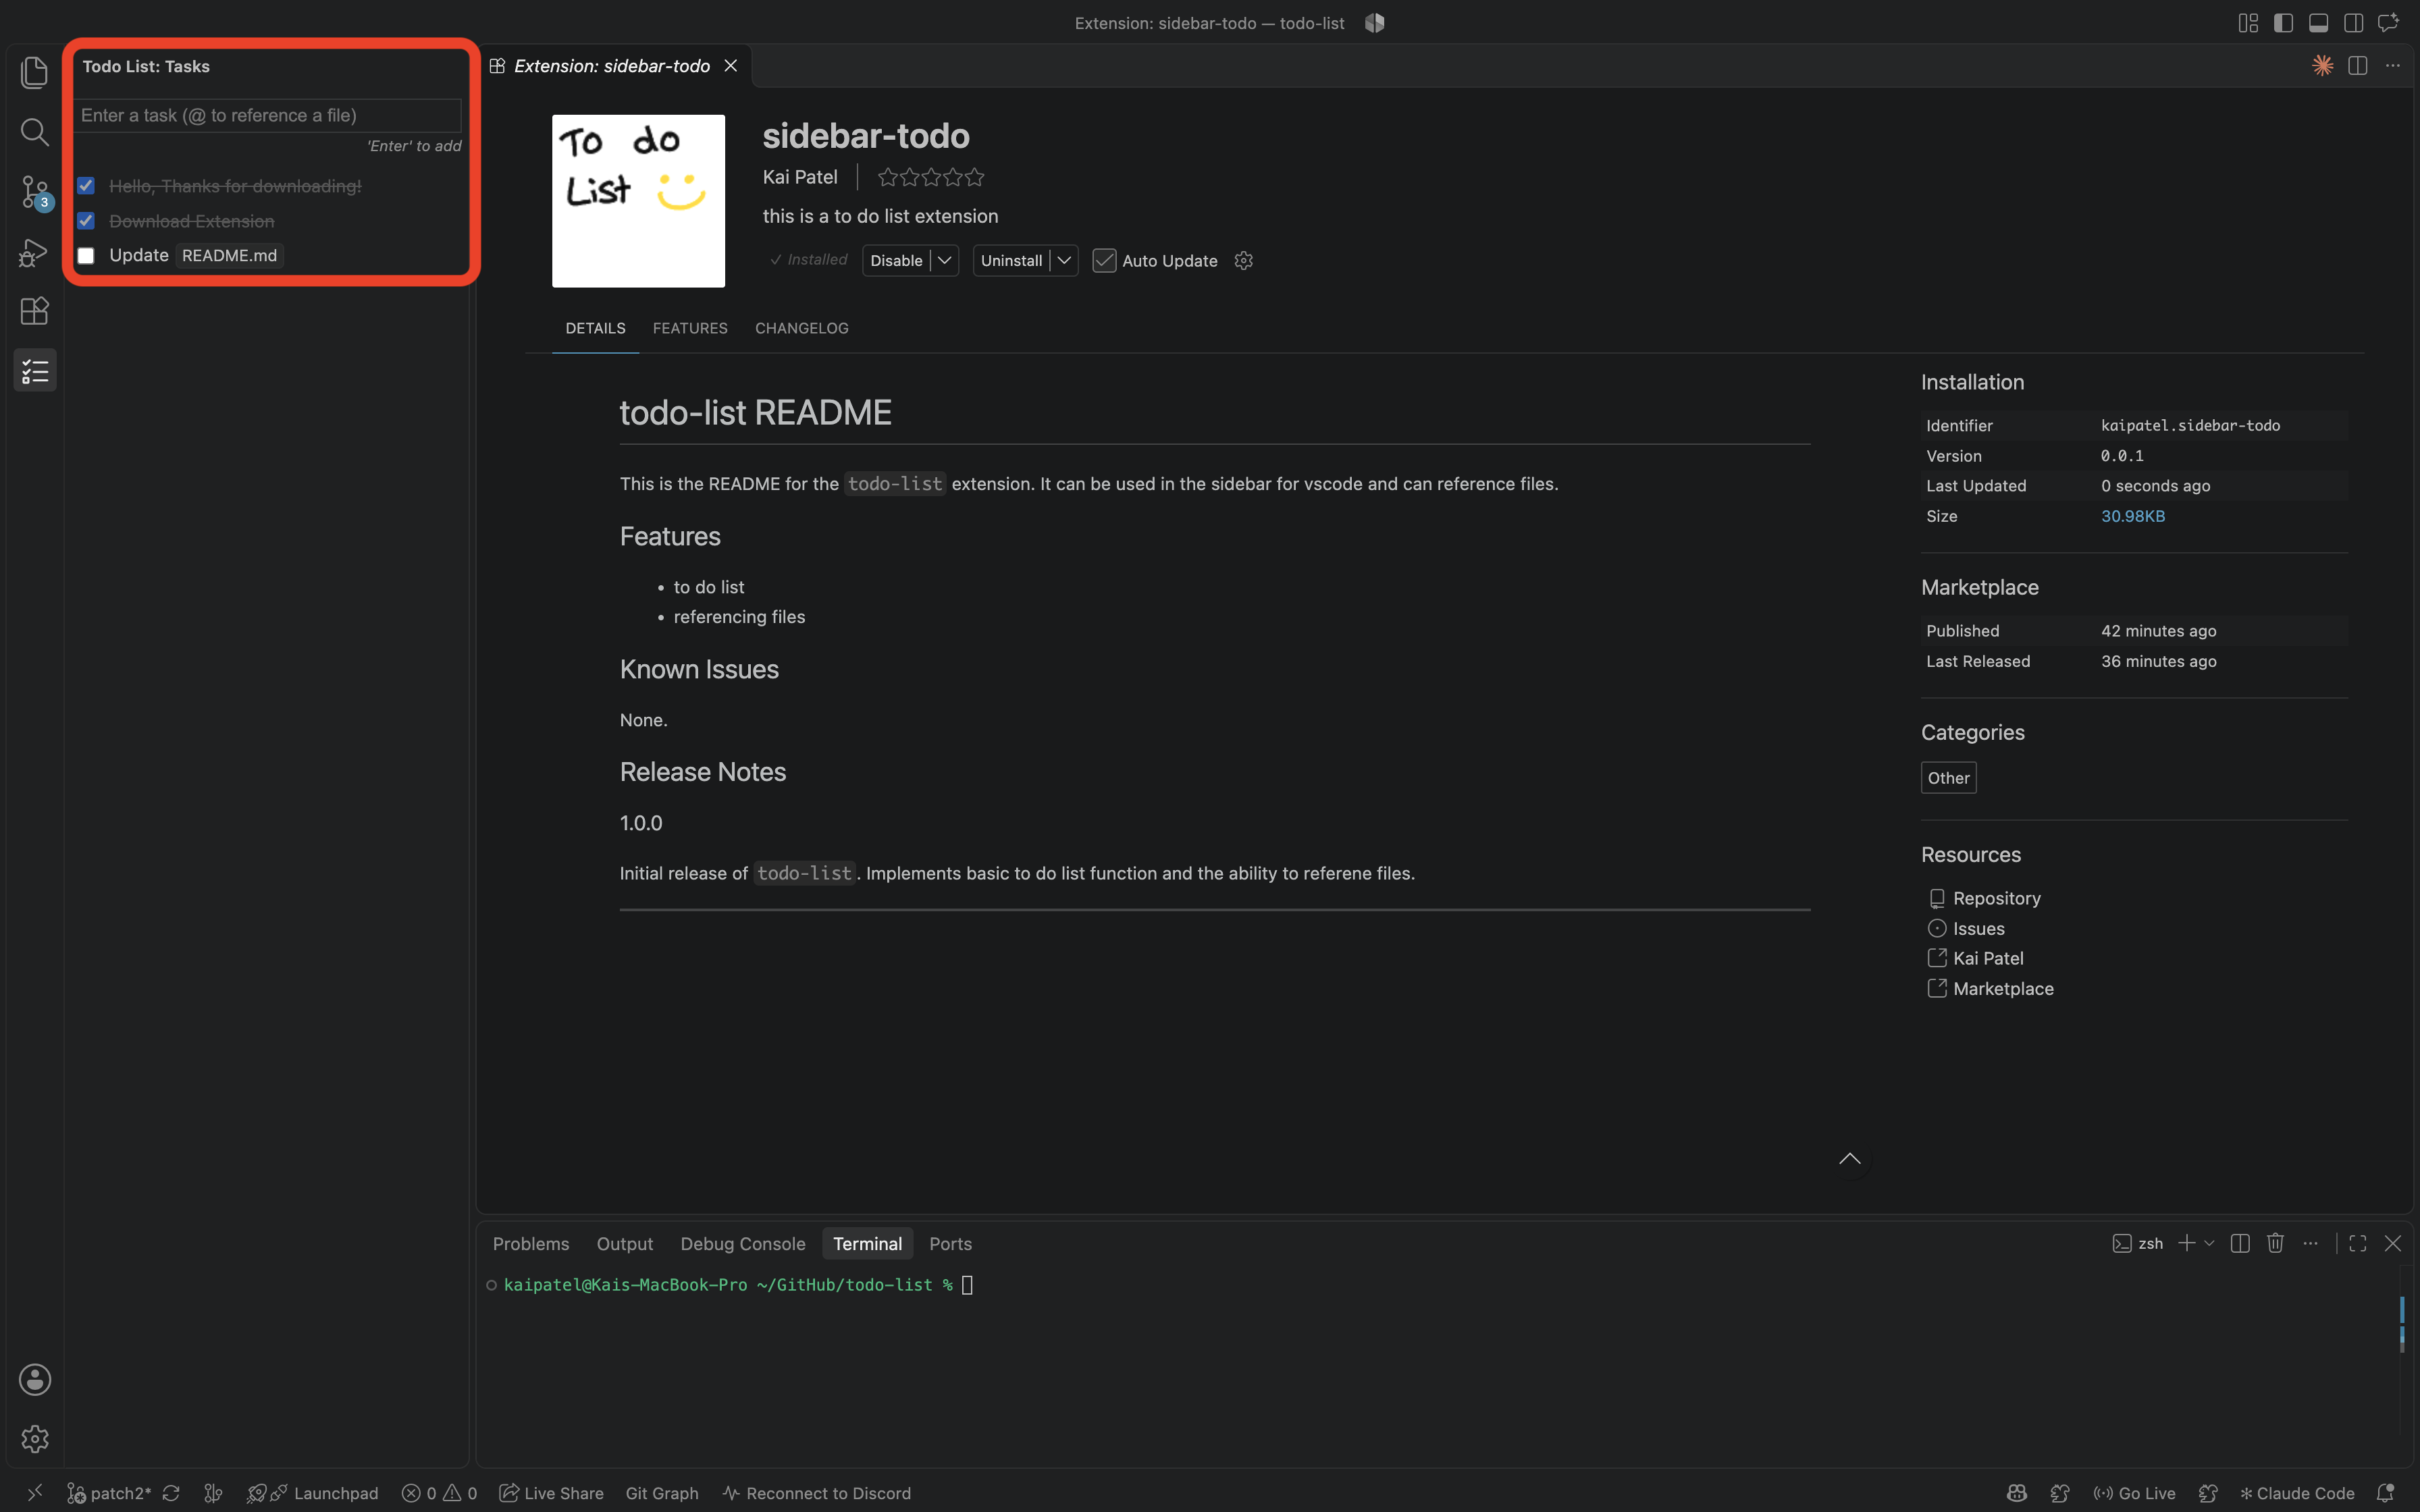 Extension: sidebar-todo — todo-list
Todo List: Tasks
Enter a task (@ to reference a file)
'Enter' to add
Hello, Thanks for downloading!
Download Extension
Update README.md
3
Extension: sidebar-todo
To do
List
sidebar-todo
Kai Patel
this is a to do list extension
Installed
Disable
Uninstall
Auto Update
DETAILS FEATURES CHANGELOG
todo-list README
This is the README for the todo-list extension. It can be used in the sidebar for vscode and can reference files.
Features
• to do list
• referencing files
Known Issues
None.
Release Notes
1.0.0
Initial release of todo-list. Implements basic to do list function and the ability to referene files.
Installation
Identifier kaipatel.sidebar-todo
Version 0.0.1
Last Updated 0 seconds ago
Size 30.98KB
Marketplace
Published 42 minutes ago
Last Released 36 minutes ago
Categories
Other
Resources
Repository
Issues
Kai Patel
Marketplace
Problems Output Debug Console Terminal Ports
zsh
kaipatel@Kais-MacBook-Pro ~/GitHub/todo-list %
patch2* Launchpad 0 0 Live Share Git Graph Reconnect to Discord
Go Live Claude Code